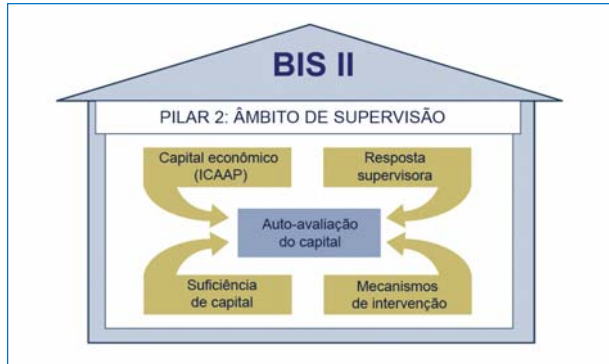 BIS II
PILAR 2: ÂMBITO DE SUPERVISÃO
Capital econômico
(ICAAP)
Resposta
supervisora
Auto-avaliação
do capital
Suficiência
de capital
Mecanismos
de intervenção